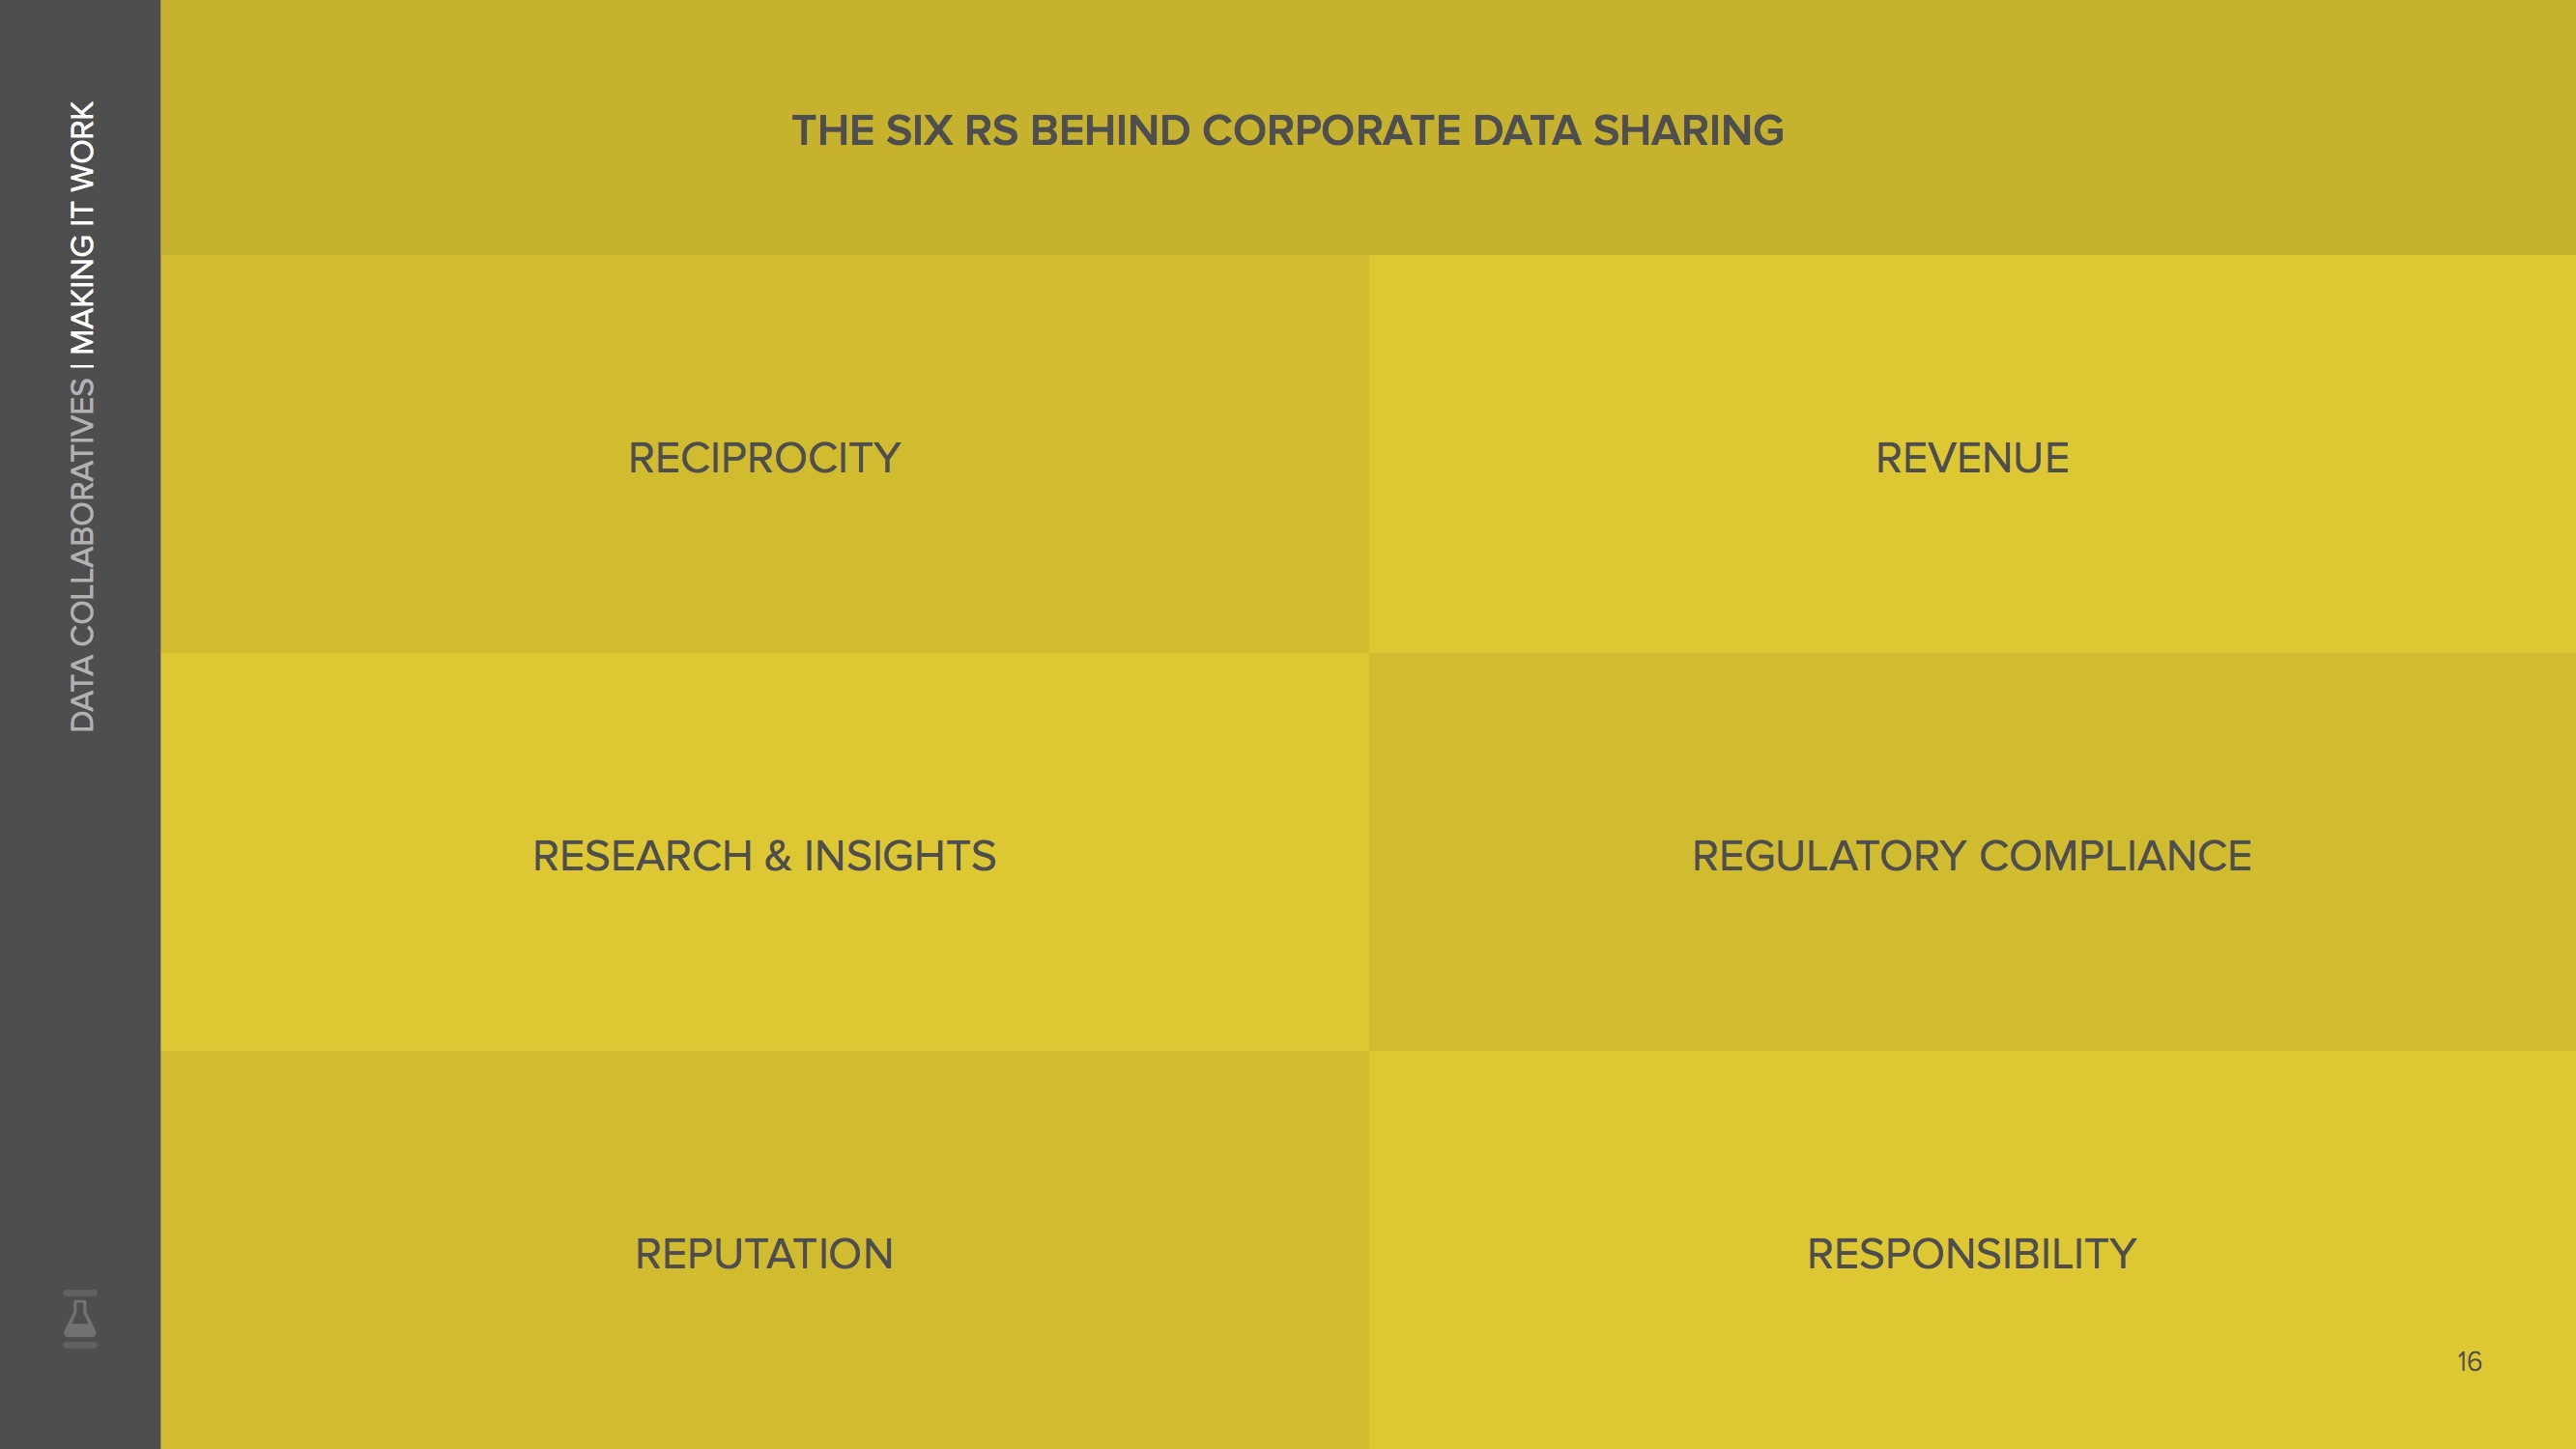 DATA COLLABORATIVES | MAKING IT WORK
THE SIX RS BEHIND CORPORATE DATA SHARING
RECIPROCITY
REVENUE
RESEARCH & INSIGHTS
REGULATORY COMPLIANCE
REPUTATION
RESPONSIBILITY
16